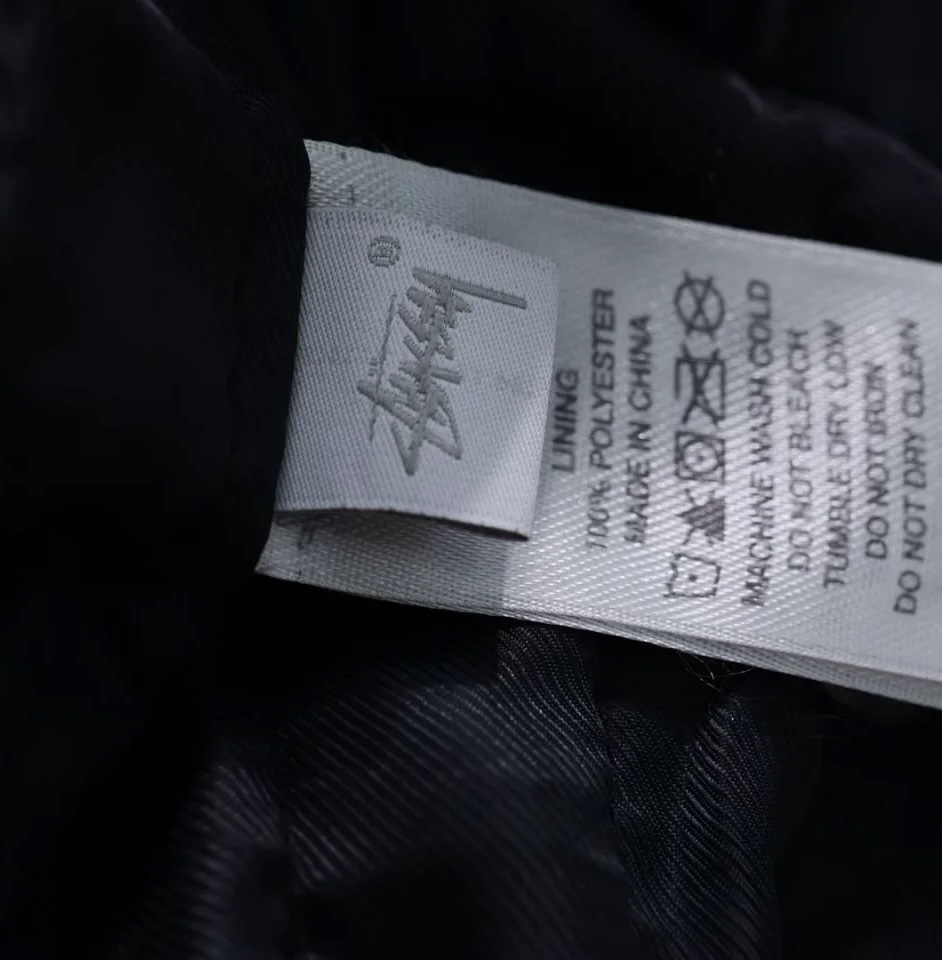 Stüssy
®
LINING
100% POLYESTER
MADE IN CHINA
MACHINE WASH COLD
DO NOT BLEACH
TUMBLE DRY LOW
DO NOT IRON
DO NOT DRY CLEAN